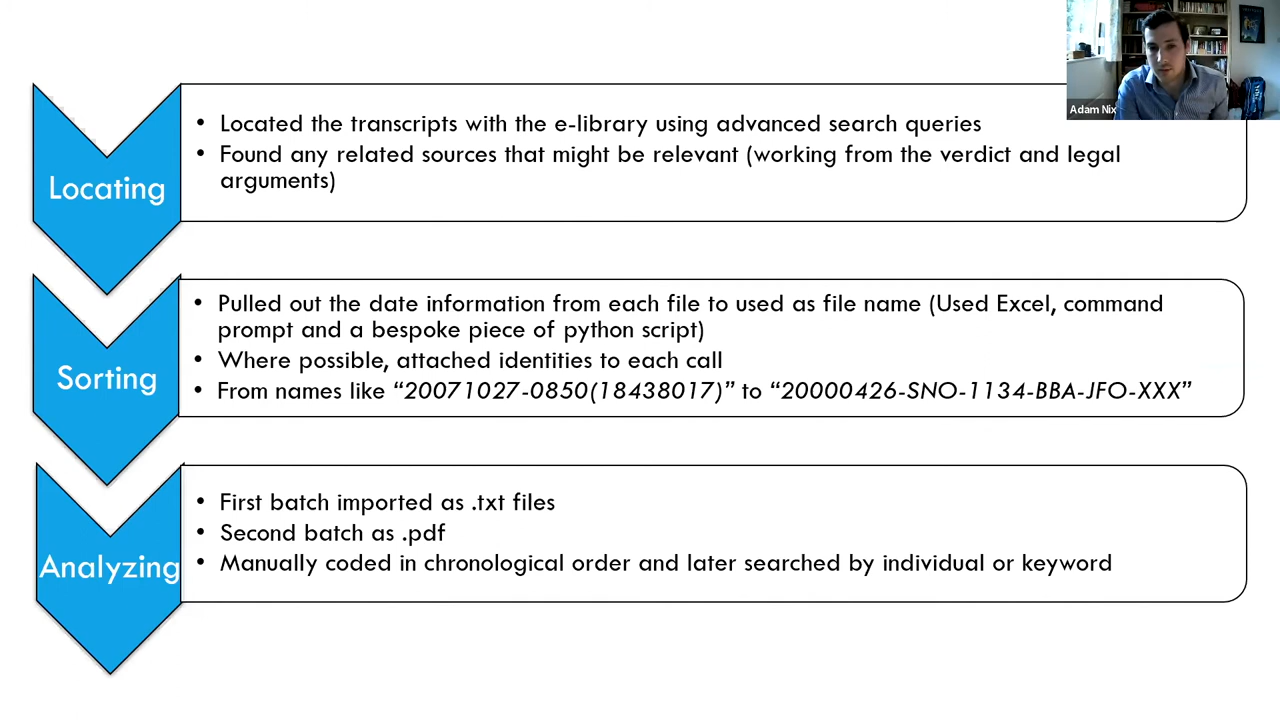 Adam Nix
Locating
• Located the transcripts with the e-library using advanced search queries
• Found any related sources that might be relevant (working from the verdict and legal
arguments)
Sorting
• Pulled out the date information from each file to used as file name (Used Excel, command
prompt and a bespoke piece of python script)
• Where possible, attached identities to each call
• From names like “20071027-0850(18438017)” to “20000426-SNO-1134-BBA-JFO-XXX”
Analyzing
• First batch imported as .txt files
• Second batch as .pdf
• Manually coded in chronological order and later searched by individual or keyword